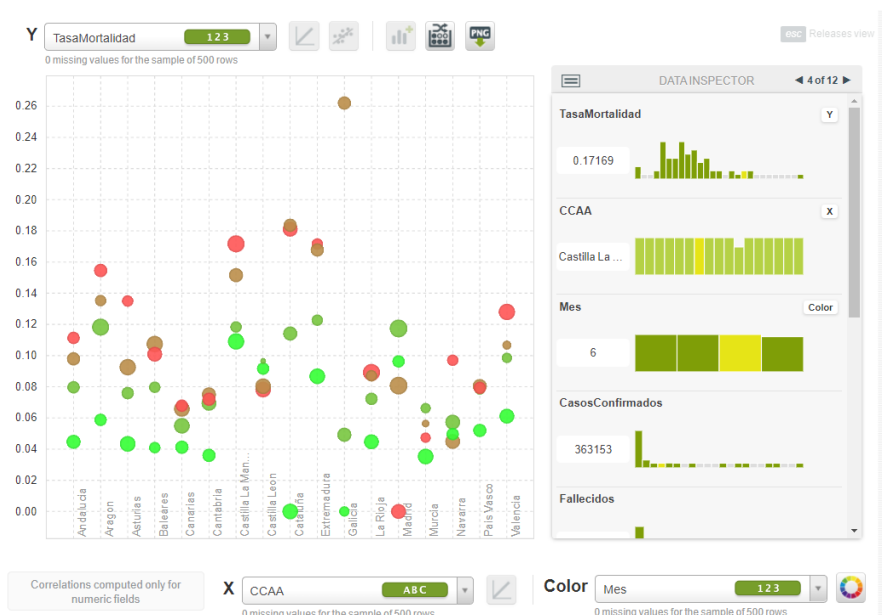 Y TasaMortalidad 123 PNG
esc Releases view
0 missing values for the sample of 500 rows
DATA INSPECTOR 4 of 12
0.26
0.24
0.22
0.20
0.18
0.16
0.14
0.12
0.10
0.08
0.06
0.04
0.02
0.00
Andalucia
Aragon
Asturias
Baleares
Canarias
Cantabria
Castilla La Man...
Castilla Leon
Cataluña
Extremadura
Galicia
La Rioja
Madrid
Murcia
Navarra
Pais Vasco
Valencia
TasaMortalidad Y
0.17169
CCAA X
Castilla La ...
Mes Color
6
CasosConfirmados
363153
Fallecidos
Correlations computed only for
numeric fields
X CCAA ABC
0 missing values for the sample of 500 rows
Color Mes 123
0 missing values for the sample of 500 rows